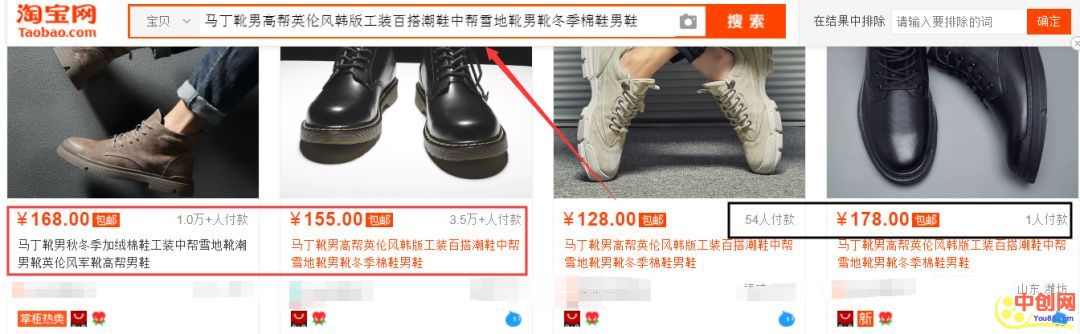 淘宝网
Taobao.com
宝贝
马丁靴男高帮英伦风韩版工装百搭潮鞋中帮雪地靴男靴冬季棉鞋男鞋
搜索
在结果中排除
请输入要排除的词
确定
¥168.00 包邮 1.0万+人付款
马丁靴男秋冬季加绒棉鞋工装中帮雪地靴潮
男靴英伦风军靴高帮男鞋
掌柜热卖
¥155.00 包邮 3.5万+人付款
马丁靴男高帮英伦风韩版工装百搭潮鞋中帮
雪地靴男靴冬季棉鞋男鞋
¥128.00 包邮 54人付款
马丁靴男高帮英伦风韩版工装百搭潮鞋中帮
雪地靴男靴冬季棉鞋男鞋
¥178.00 包邮 1人付款
马丁靴男高帮英伦风韩版工装百搭潮鞋中帮
雪地靴男靴冬季棉鞋男鞋
山东 潍坊
新
中创网